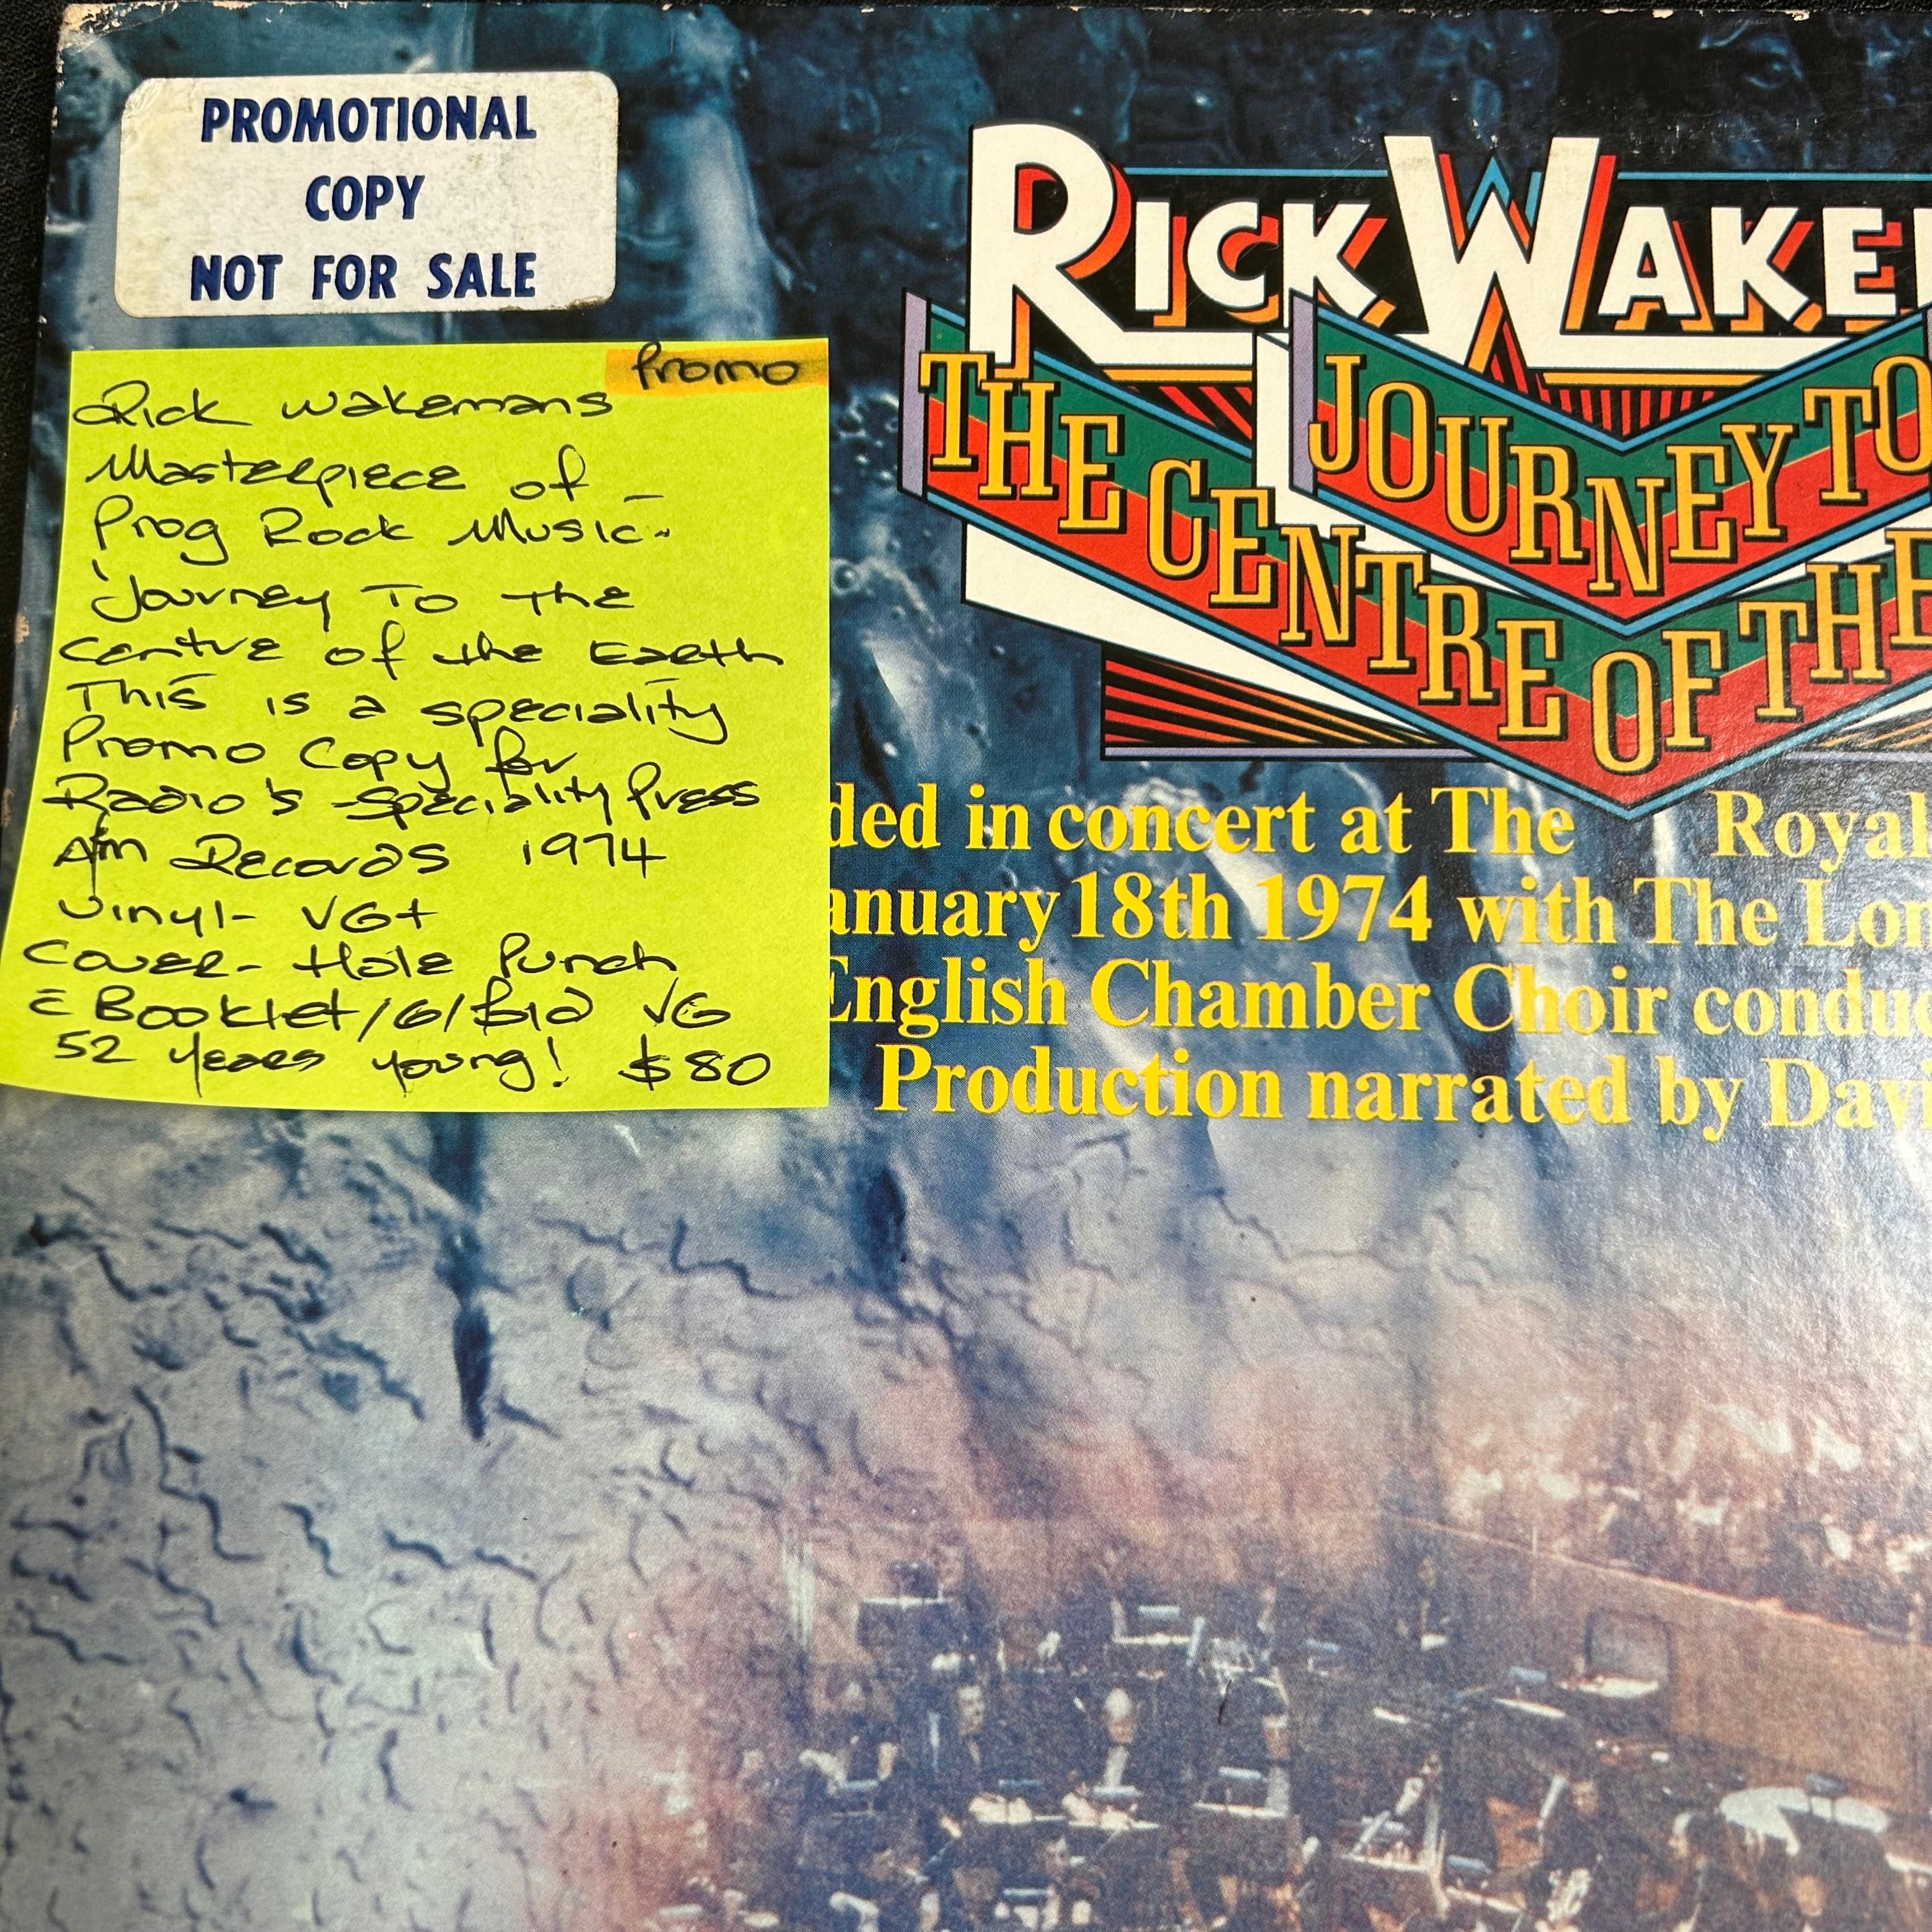 PROMOTIONAL
COPY
NOT FOR SALE
Promo
Rick Wakemans
Masterpiece of
Prog Rock Music -
'Journey To The
Centre of the Earth
This is a speciality
Promo Copy for
Radio's - Speciality Press
A&M Records 1974
Vinyl - VG+
Cover - Hole Punch
Booklet/G/ VG
52 years young! $80
RICK WAKE
JOURNEY TO
THE CENTRE OF THE E
ded in concert at The Royal
anuary 18th 1974 with The Lon
English Chamber Choir conduc
Production narrated by Davi